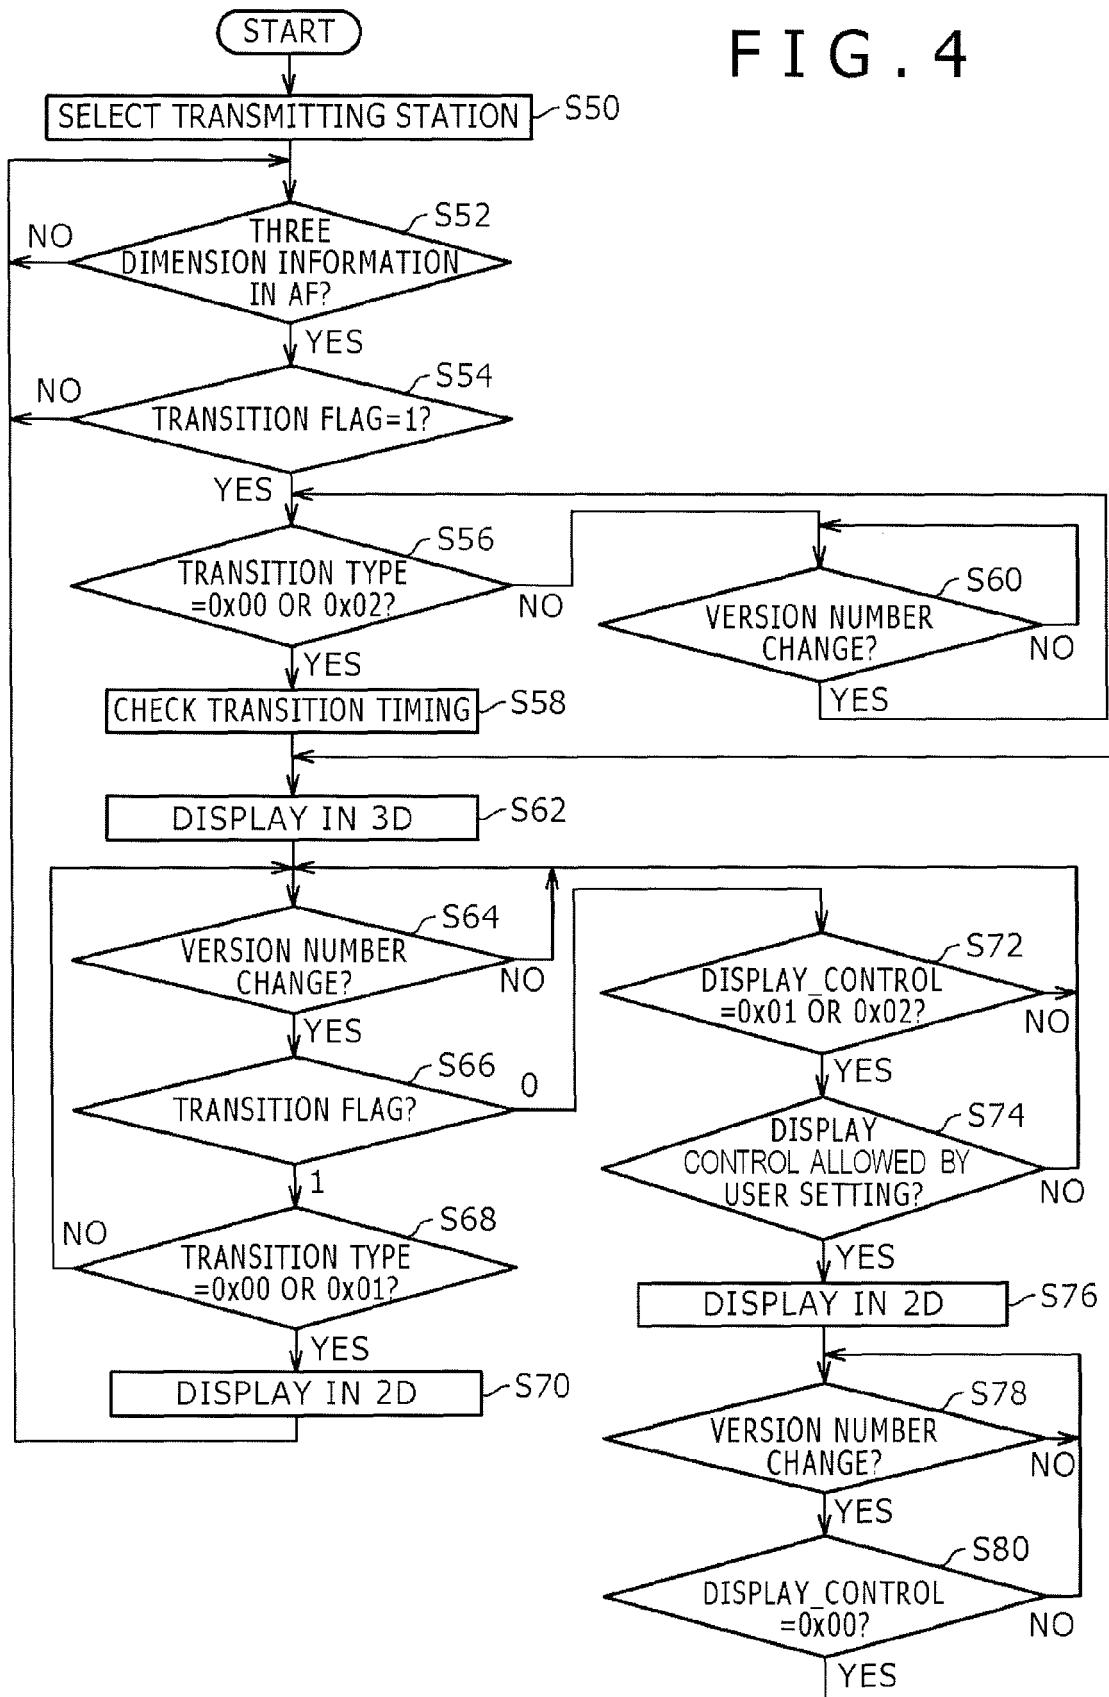 FIG.4
START
SELECT TRANSMITTING STATION
S50
THREE
DIMENSION INFORMATION
IN AF?
S52
NO
YES
TRANSITION FLAG=1?
S54
NO
YES
TRANSITION TYPE
=0x00 OR 0x02?
S56
NO
YES
VERSION NUMBER
CHANGE?
S60
NO
YES
CHECK TRANSITION TIMING
S58
DISPLAY IN 3D
S62
VERSION NUMBER
CHANGE?
S64
NO
YES
TRANSITION FLAG?
S66
0
1
TRANSITION TYPE
=0x00 OR 0x01?
S68
NO
YES
DISPLAY IN 2D
S70
DISPLAY_CONTROL
=0x01 OR 0x02?
S72
NO
YES
DISPLAY
CONTROL ALLOWED BY
USER SETTING?
S74
NO
YES
DISPLAY IN 2D
S76
VERSION NUMBER
CHANGE?
S78
NO
YES
DISPLAY_CONTROL
=0x00?
S80
NO
YES